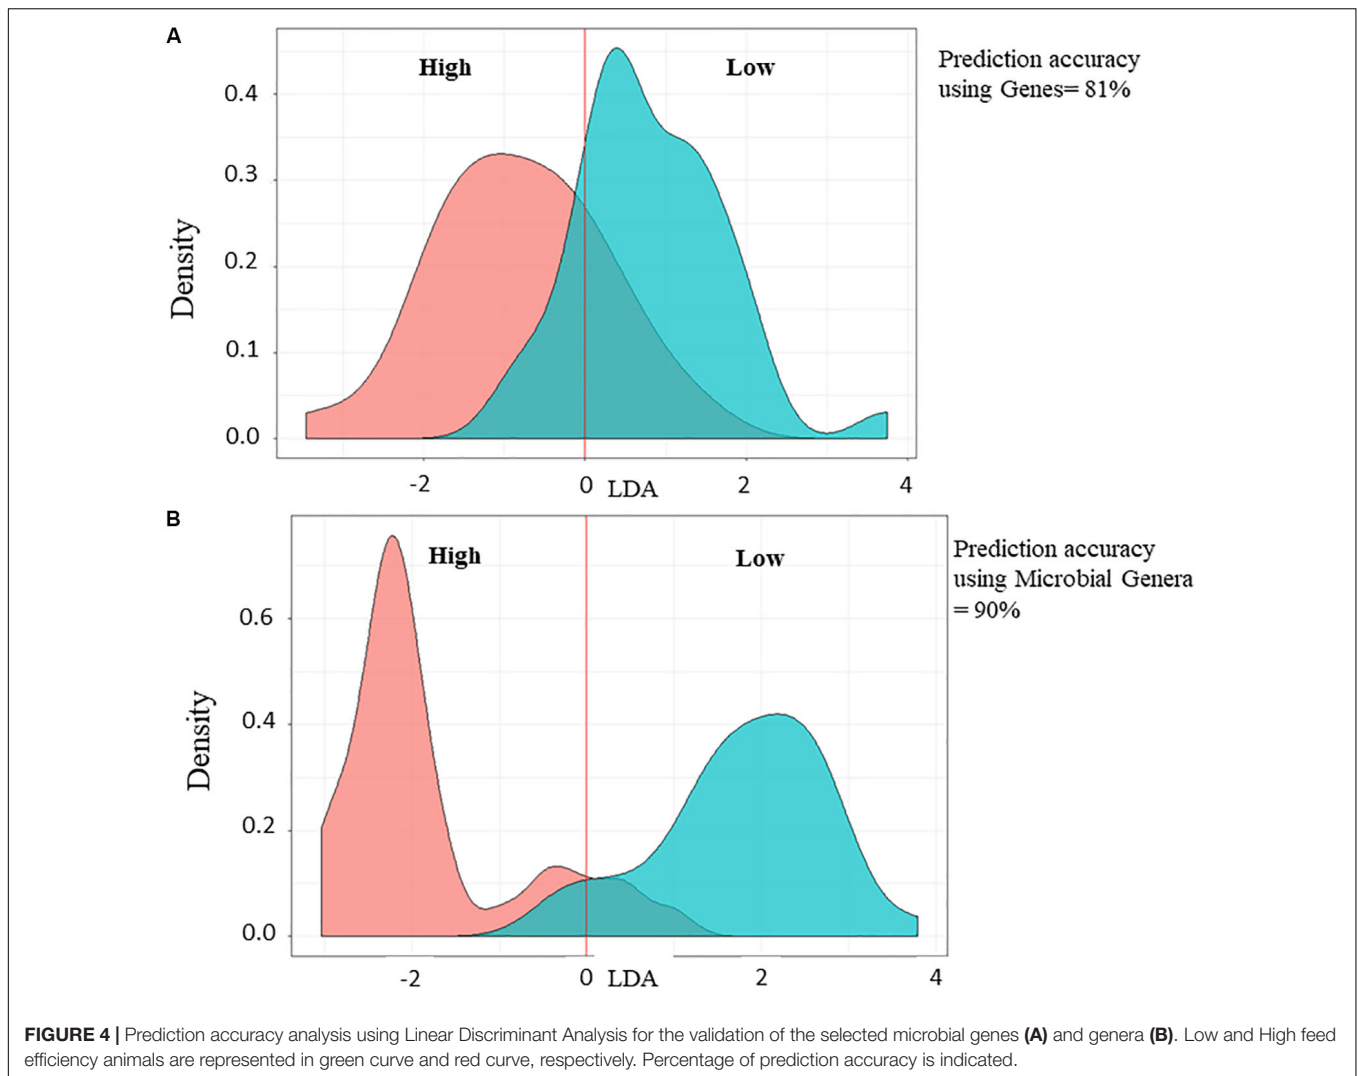 A
High
Low
Prediction accuracy
using Genes= 81%
Density
0.4
0.3
0.2
0.1
0.0
-2
0
LDA
2
4
B
High
Low
Prediction accuracy
using Microbial Genera
= 90%
Density
0.6
0.4
0.2
0.0
-2
0
LDA
2
4
FIGURE 4 | Prediction accuracy analysis using Linear Discriminant Analysis for the validation of the selected microbial genes (A) and genera (B). Low and High feed
efficiency animals are represented in green curve and red curve, respectively. Percentage of prediction accuracy is indicated.